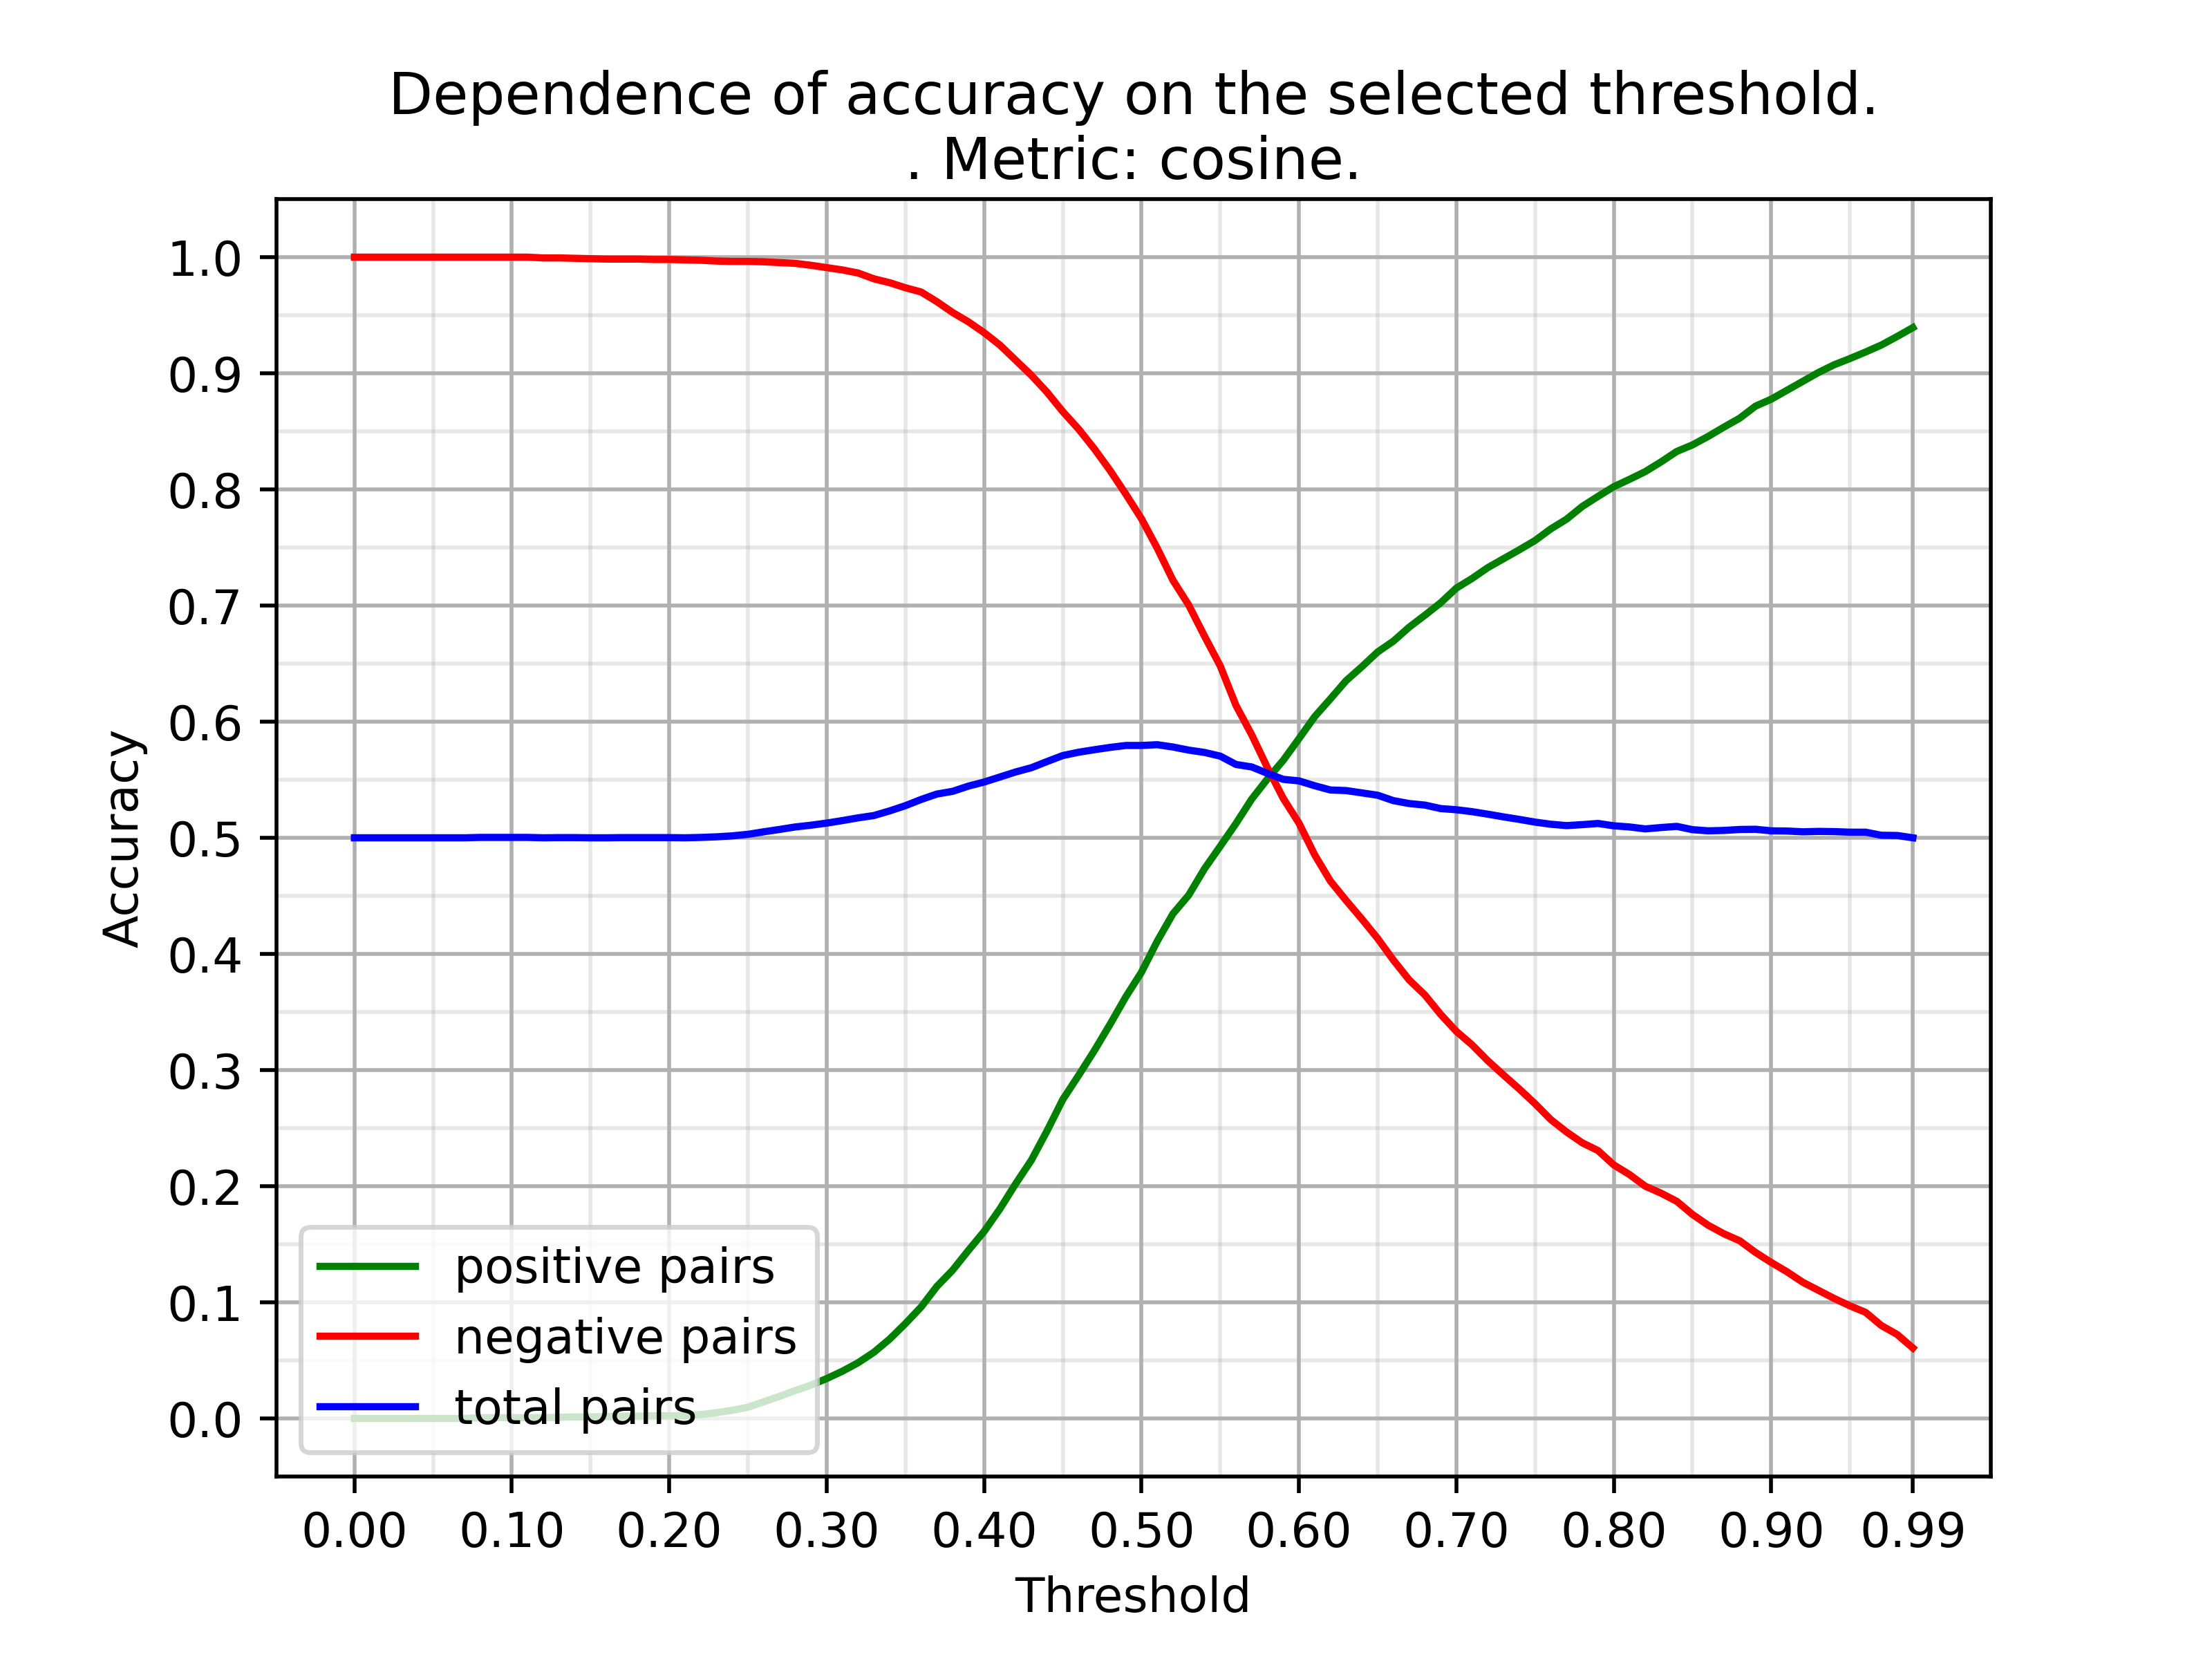 Dependence of accuracy on the selected threshold.
. Metric: cosine.
Accuracy
1.0
0.9
0.8
0.7
0.6
0.5
0.4
0.3
0.2
0.1
0.0
positive pairs
negative pairs
total pairs
0.00 0.10 0.20 0.30 0.40 0.50 0.60 0.70 0.80 0.90 0.99
Threshold